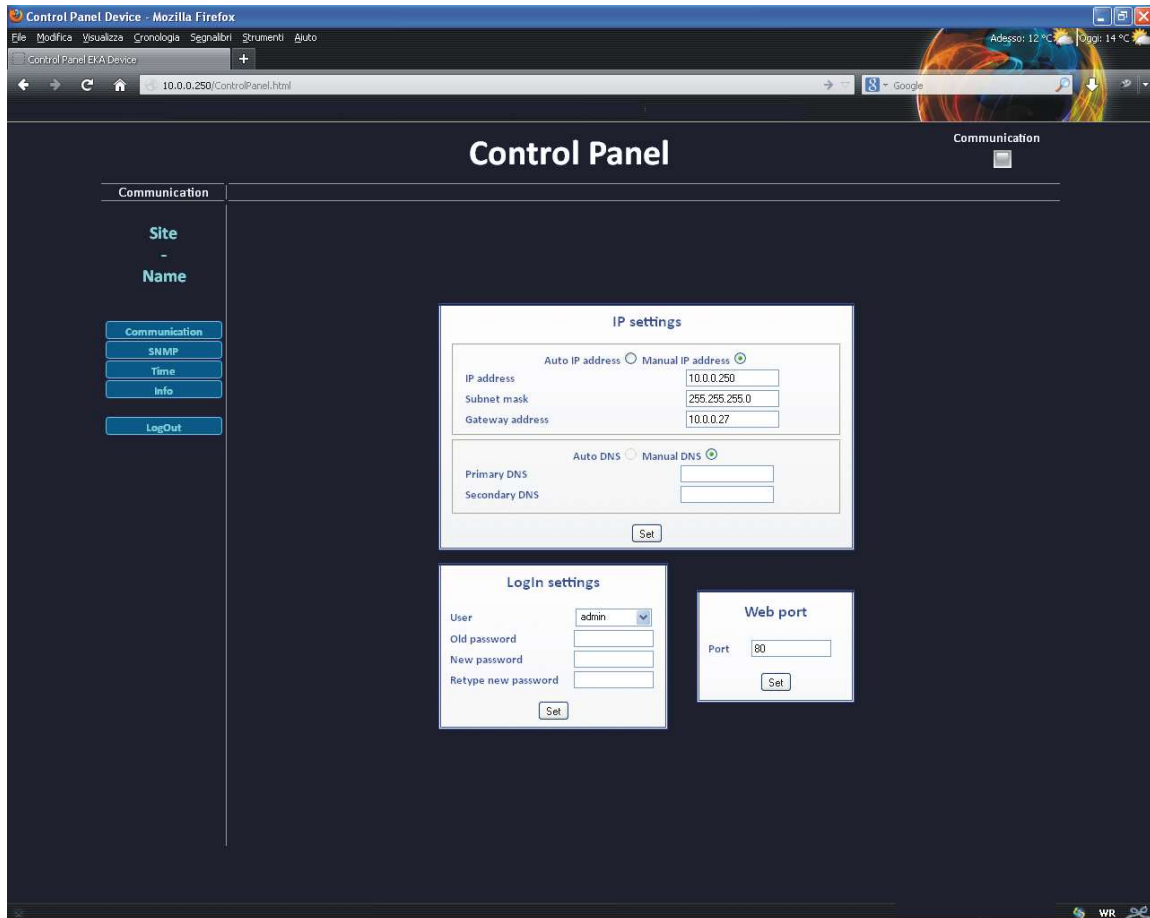 Control Panel Device - Mozilla Firefox
File Modifica Visualizza Cronologia Segnalibri Strumenti Aiuto
Adesso: 12 °C Oggi: 14 °C
Control Panel EKA Device +
10.0.0.250/ControlPanel.html
8 Google
Control Panel
Communication
Communication
Site
-
Name
Communication
SNMP
Time
Info
LogOut
IP settings
Auto IP address Manual IP address
IP address 10.0.0.250
Subnet mask 255.255.255.0
Gateway address 10.0.0.27
Auto DNS Manual DNS
Primary DNS
Secondary DNS
Set
LogIn settings
User admin
Old password
New password
Retype new password
Set
Web port
Port 80
Set
WR